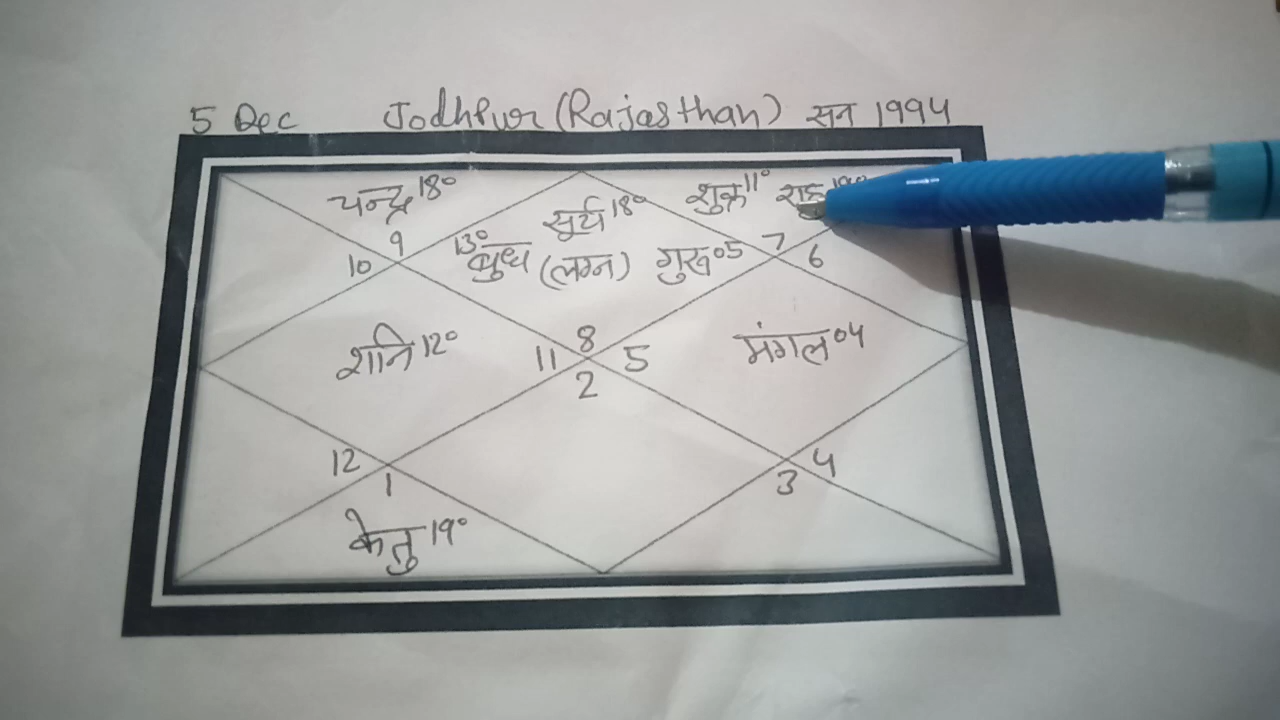 5 Dec Jodhpur (Rajasthan) सन 1994
चन्द्र 18° सूर्य 18° शुक्र 11° राहु
9 13° बुध (लग्न) गुरु 05 7
10 6
शनि 12° 11 8 5 मंगल 04
2
12 4
1 3
केतु 19°